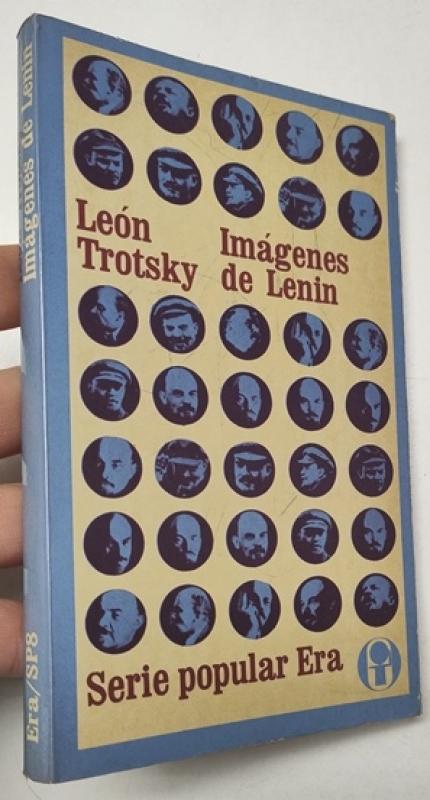 León
Trotsky
Imágenes
de Lenin
Serie popular Era
Imágenes de Lenin
Era/SP8